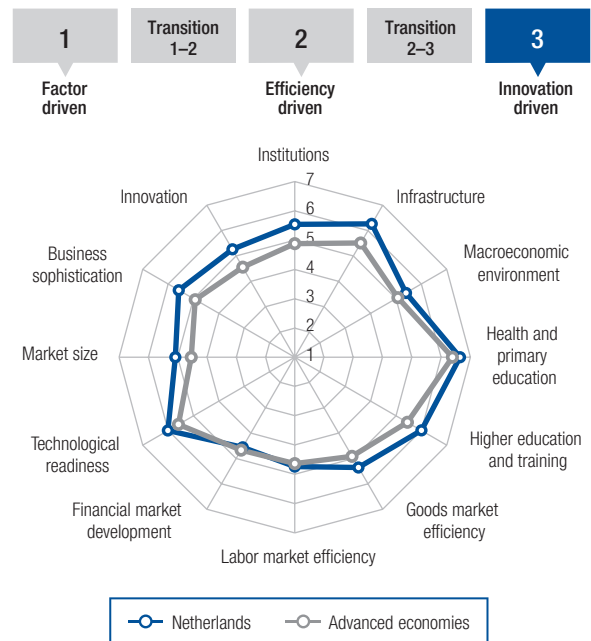 1
Transition
1–2
2
Transition
2–3
3
Factor
driven
Efficiency
driven
Innovation
driven
Institutions
7
Innovation
Infrastructure
6
Business
sophistication
5
Macroeconomic
environment
4
3
Market size
2
Health and
primary
education
1
Technological
readiness
Higher education
and training
Financial market
development
Goods market
efficiency
Labor market efficiency
Netherlands
Advanced economies